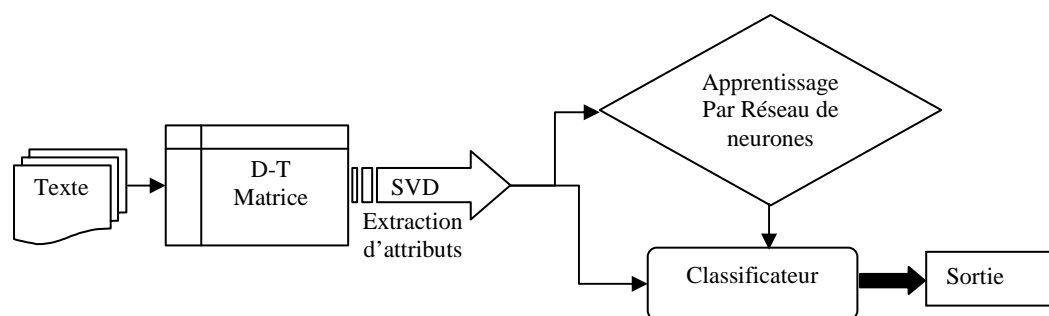 Texte
D-T
Matrice
SVD
Extraction
d’attributs
Apprentissage
Par Réseau de
neurones
Classificateur
Sortie